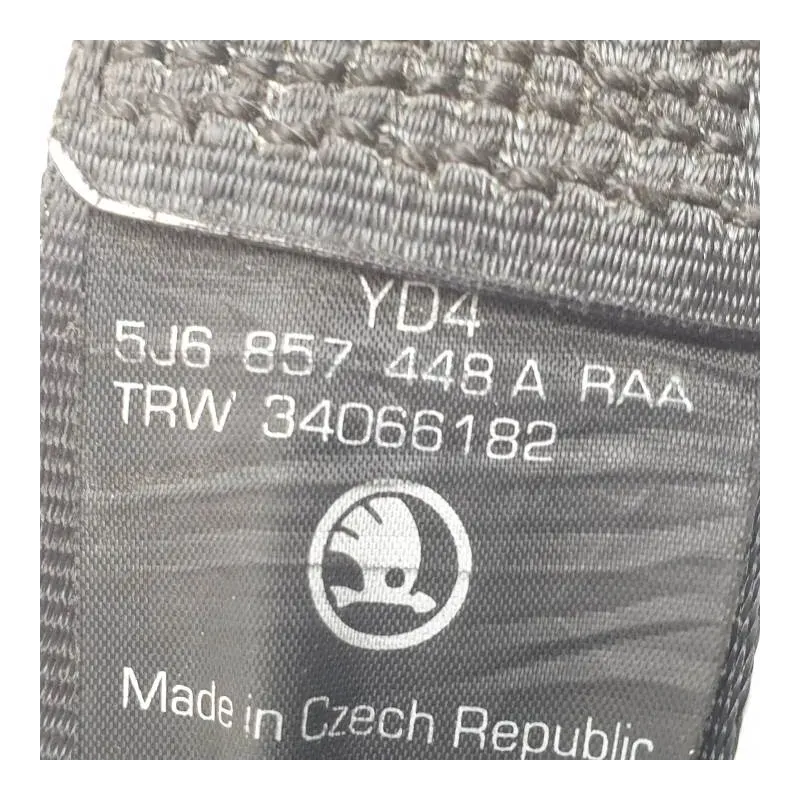 YD4
5J6 857 448 A RAA
TRW 34066182
Made in Czech Republic